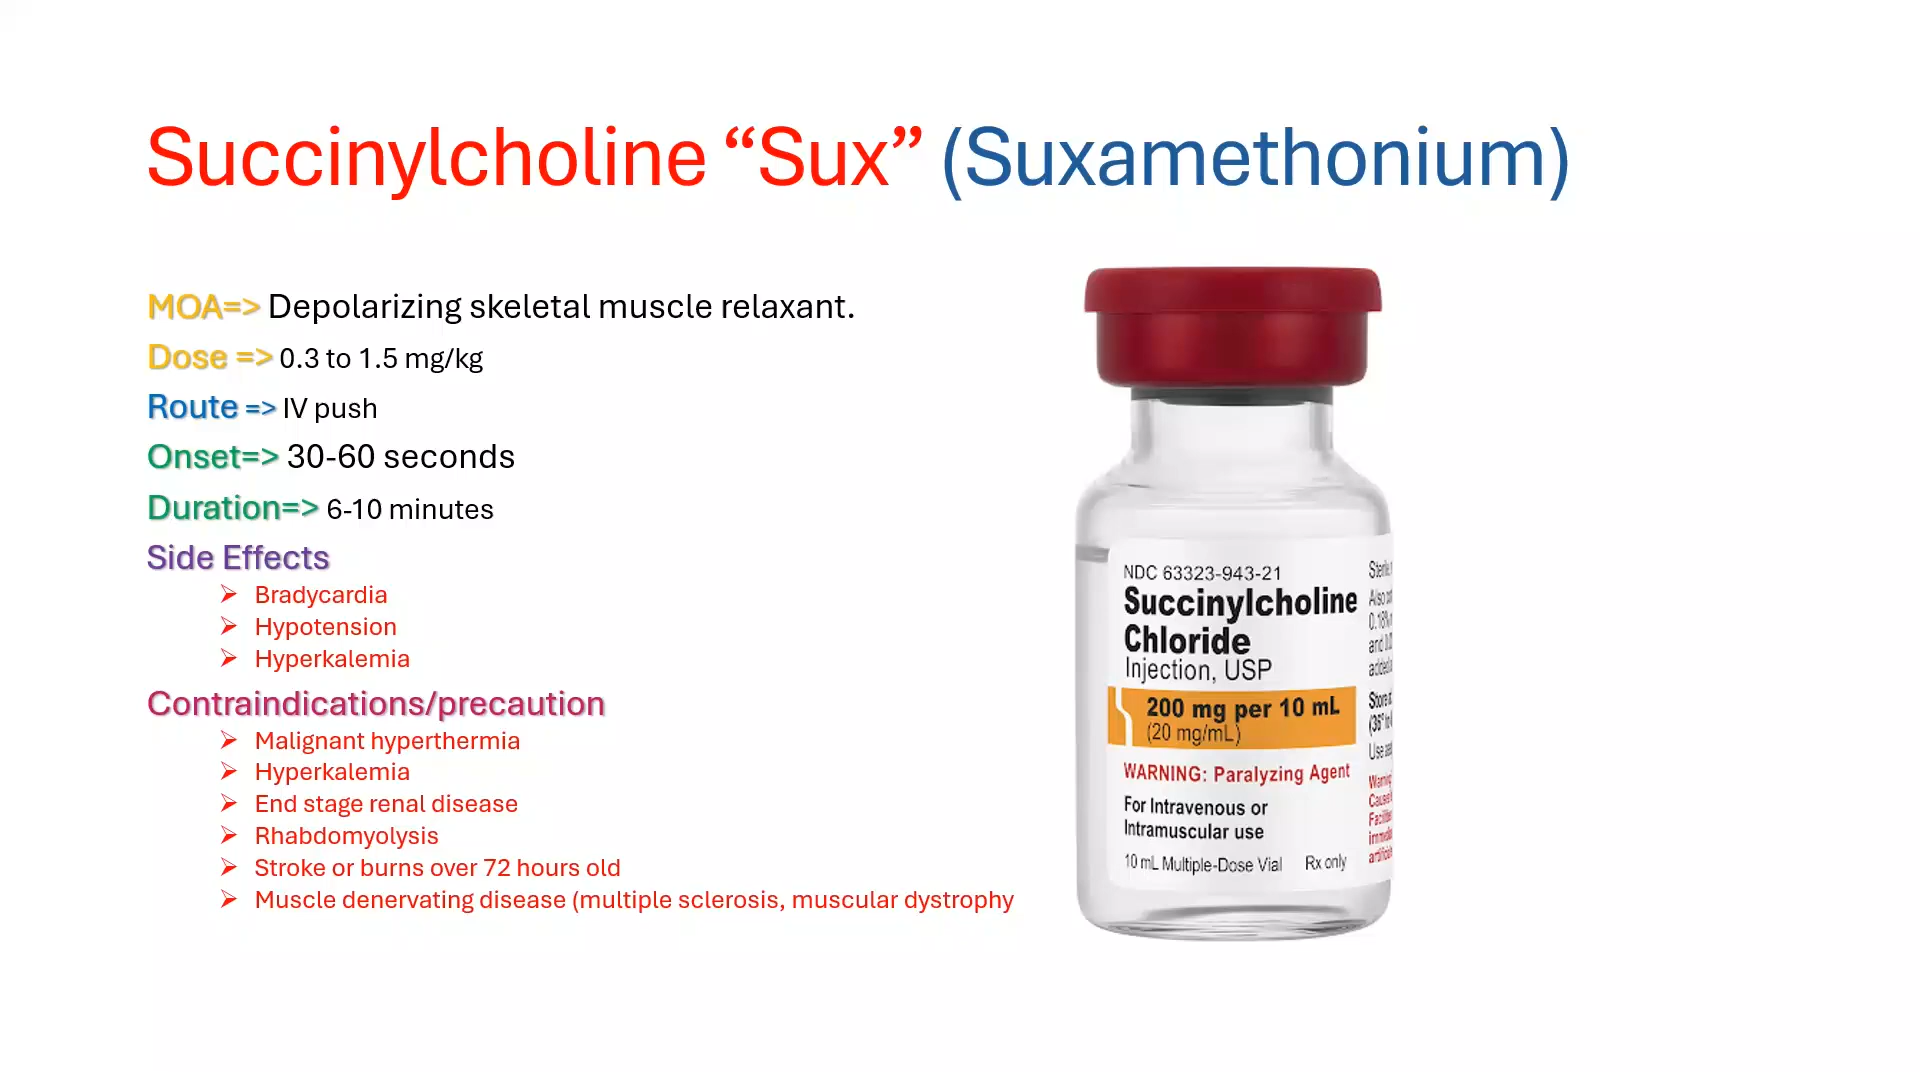 Succinylcholine “Sux” (Suxamethonium)
MOA=> Depolarizing skeletal muscle relaxant.
Dose => 0.3 to 1.5 mg/kg
Route => IV push
Onset=> 30-60 seconds
Duration=> 6-10 minutes
Side Effects
➢ Bradycardia
➢ Hypotension
➢ Hyperkalemia
Contraindications/precaution
➢ Malignant hyperthermia
➢ Hyperkalemia
➢ End stage renal disease
➢ Rhabdomyolysis
➢ Stroke or burns over 72 hours old
➢ Muscle denervating disease (multiple sclerosis, muscular dystrophy
NDC 63323-943-21
Succinylcholine
Chloride
Injection, USP
200 mg per 10 mL
(20 mg/mL)
WARNING: Paralyzing Agent
For Intravenous or
Intramuscular use
10 mL Multiple-Dose Vial Rx only
Also
and
Use